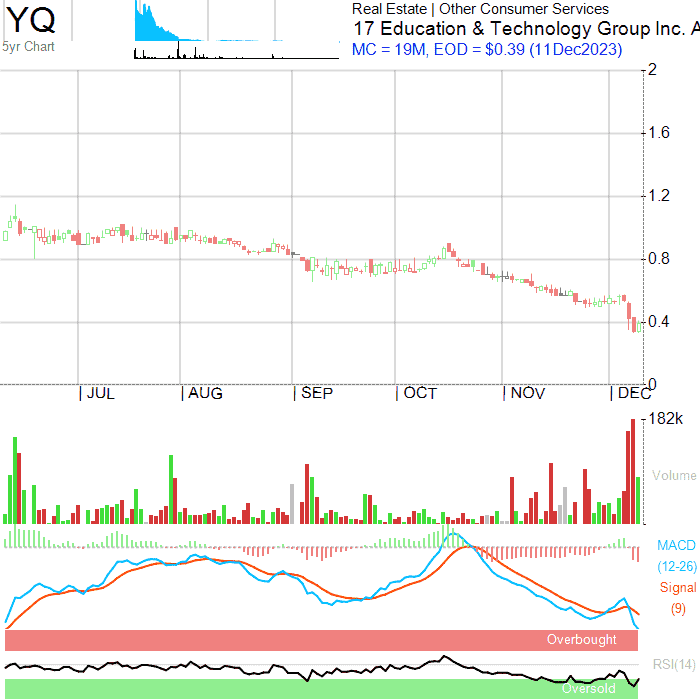 YQ
5yr Chart
Real Estate | Other Consumer Services
17 Education & Technology Group Inc. A
MC = 19M, EOD = $0.39 (11Dec2023)
2
1.6
1.2
0.8
0.4
0
| JUL | AUG | SEP | OCT | NOV | DEC
182k
Volume
MACD
(12-26)
Signal
(9)
Overbought
RSI(14)
Oversold